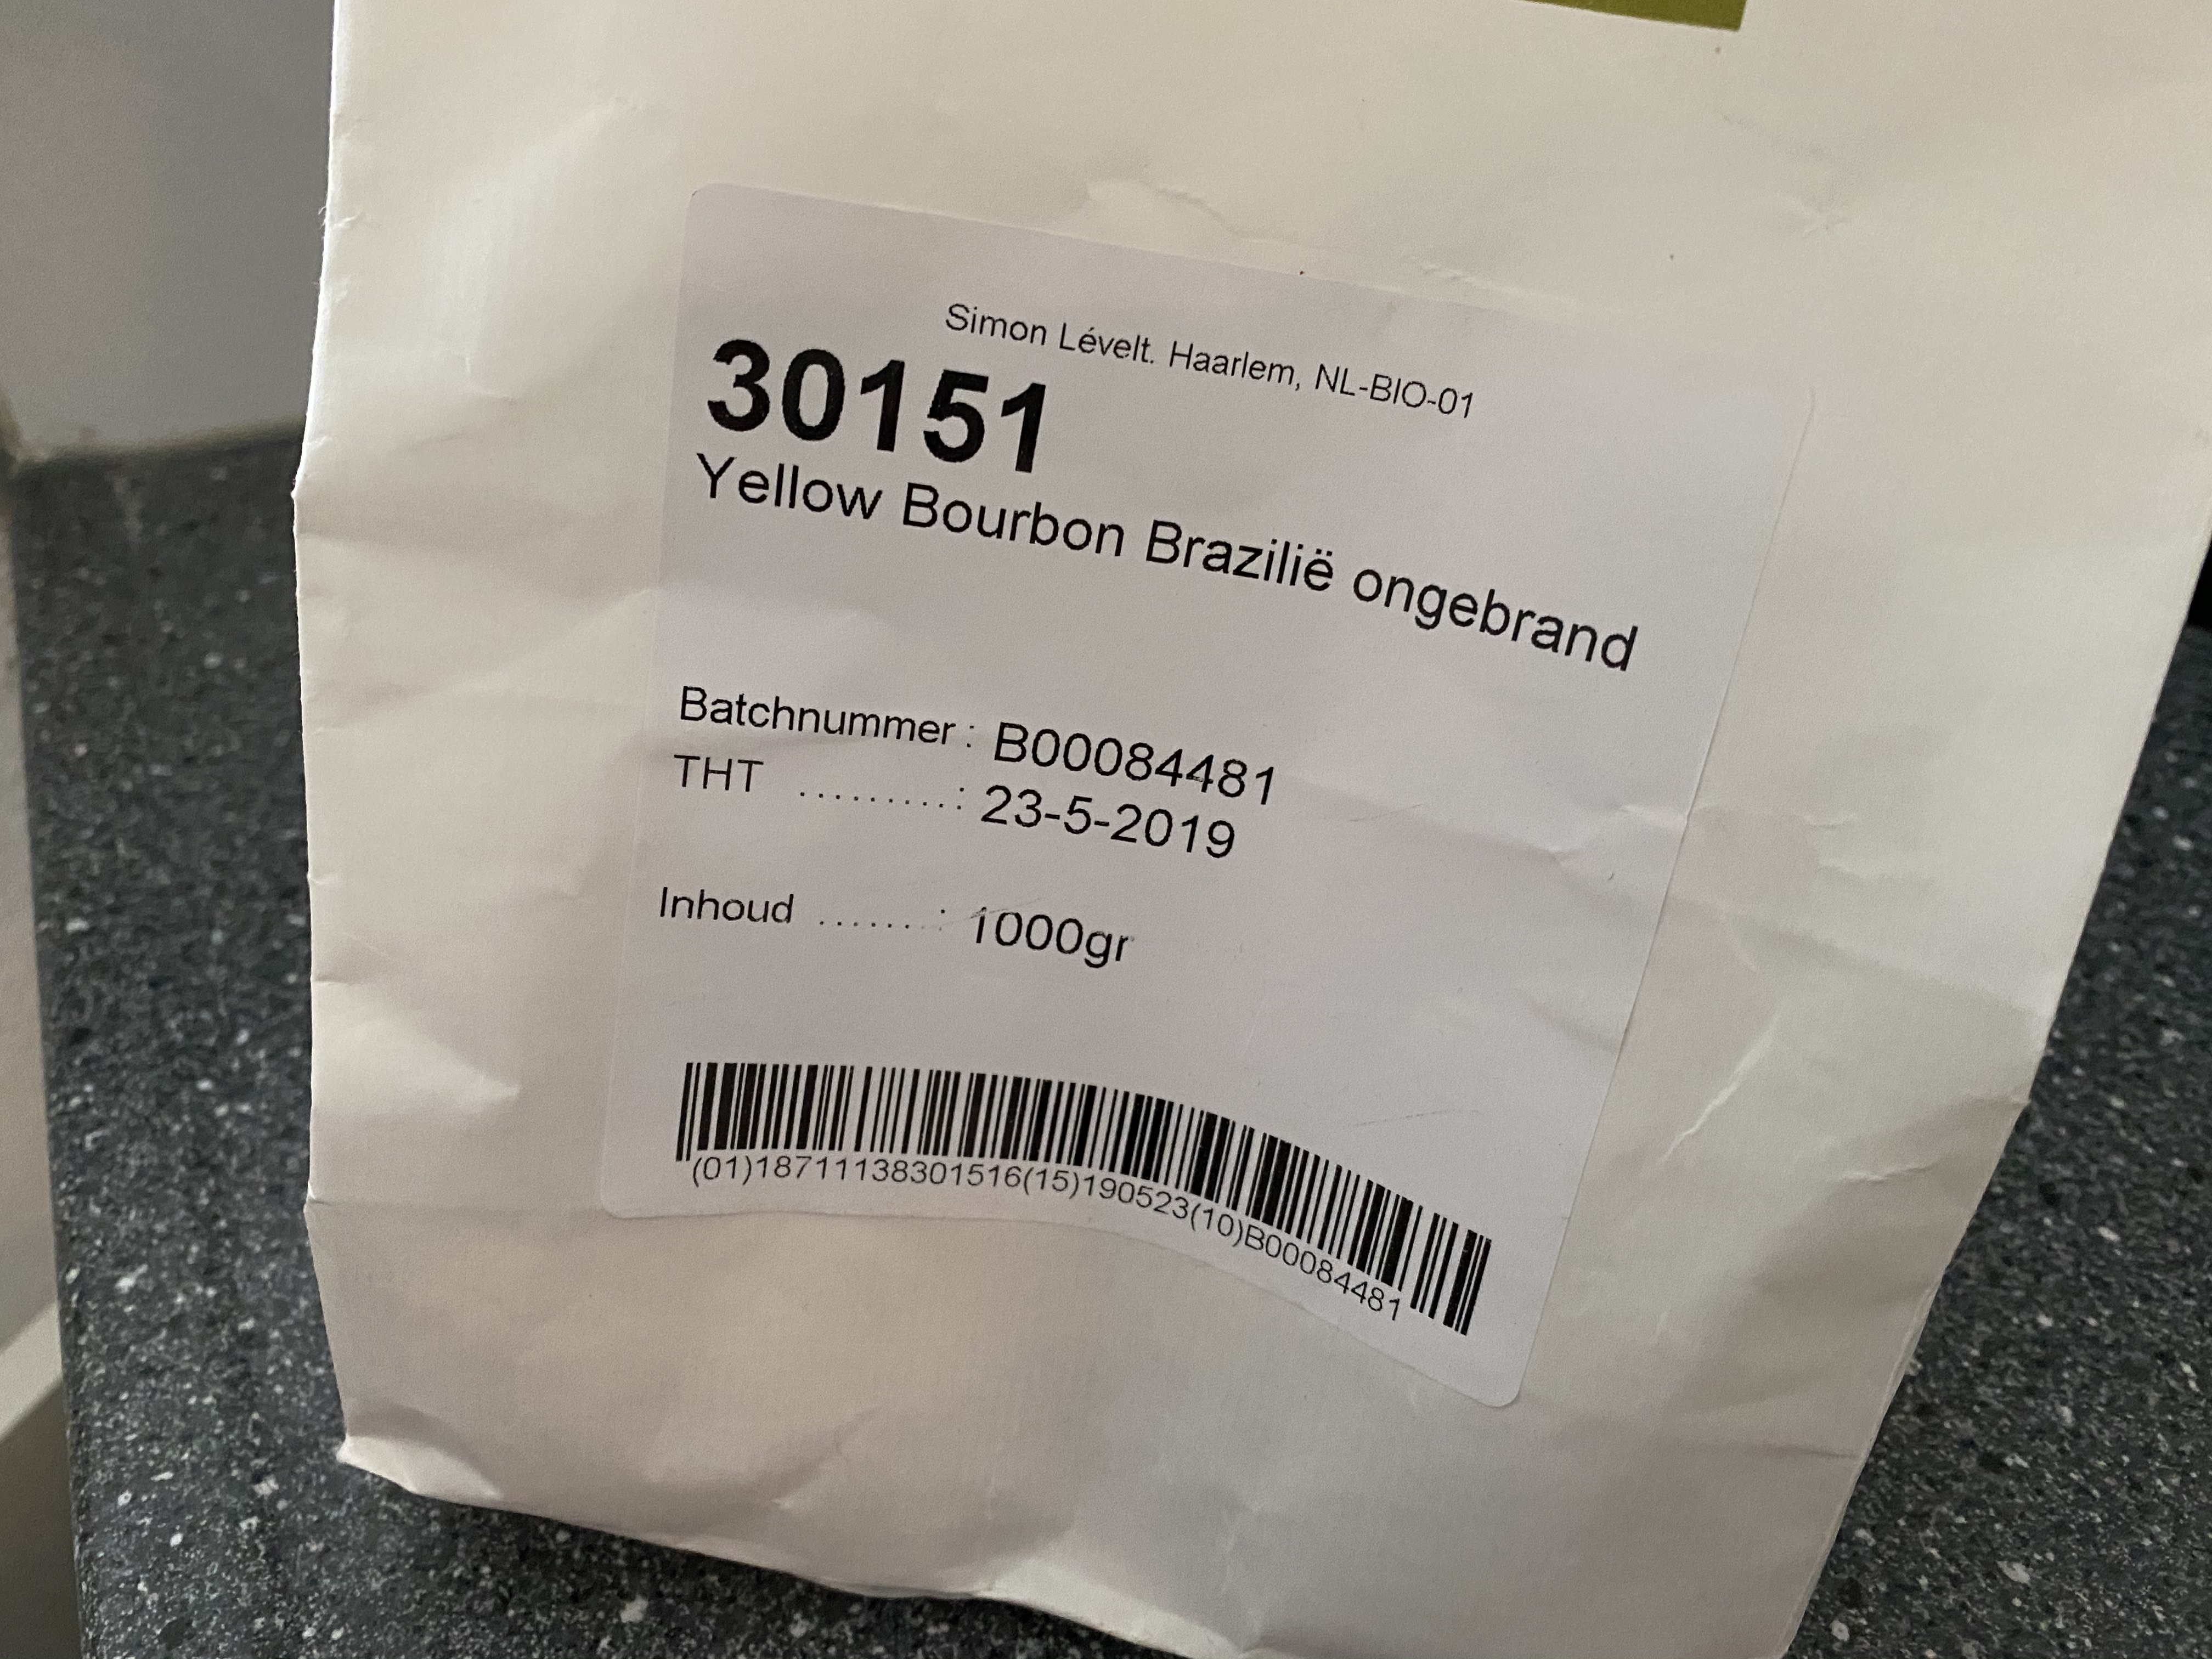 Simon Lévelt. Haarlem, NL-BIO-01
30151
Yellow Bourbon Brazilië ongebrand
Batchnummer : B00084481
THT ..........: 23-5-2019
Inhoud .......: 1000gr
(01)18711138301516(15)190523(10)B00084481